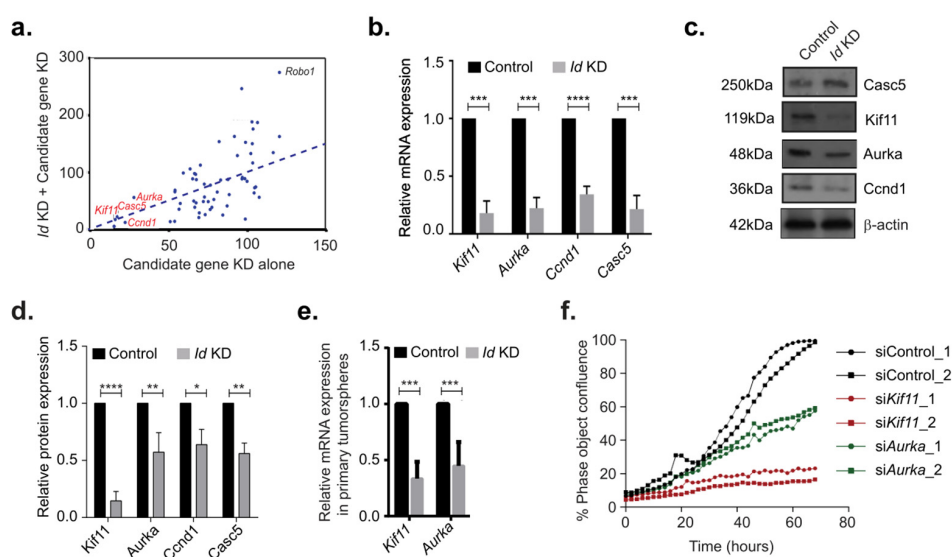 a.
Id KD + Candidate gene KD
300
200
100
0
0 50 100 150
Robo1
Aurka
Kif11 Casc5
Ccnd1
Candidate gene KD alone
b.
Control Id KD
Relative mRNA expression
1.5
1.0
0.5
0.0
*** *** **** ***
Kif11 Aurka Ccnd1 Casc5
c.
Control Id KD
250kDa Casc5
119kDa Kif11
48kDa Aurka
36kDa Ccnd1
42kDa β-actin
d.
Control Id KD
Relative protein expression
1.5
1.0
0.5
0.0
**** ** * **
Kif11 Aurka Ccnd1 Casc5
e.
Control Id KD
Relative mRNA expression
in primary tumorspheres
1.5
1.0
0.5
0.0
*** ***
Kif11 Aurka
f.
% Phase object confluence
100
80
60
40
20
0
0 20 40 60 80
Time (hours)
siControl_1
siControl_2
siKif11_1
siKif11_2
siAurka_1
siAurka_2